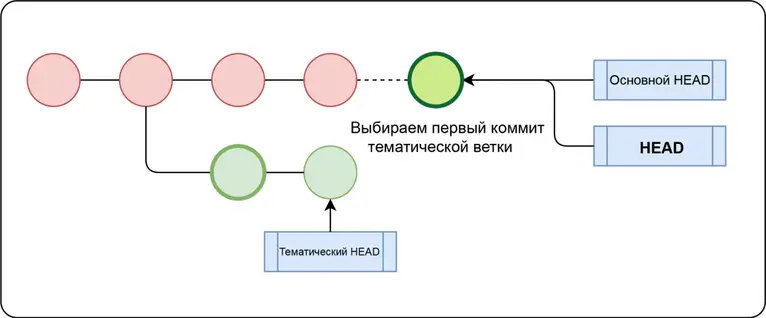 Основной HEAD
Выбираем первый коммит
тематической ветки
HEAD
Тематический HEAD